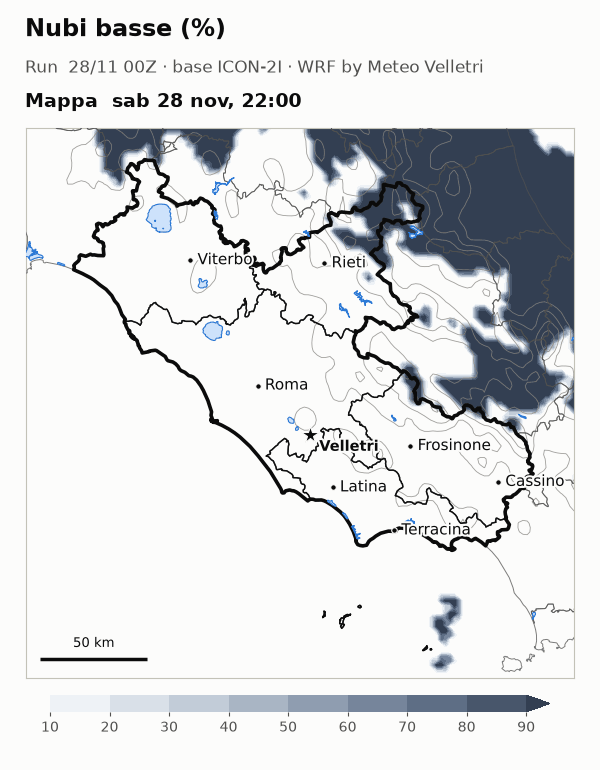 Nubi basse (%)
Run  28/11 00Z · base ICON-2I · WRF by Meteo Velletri
Mappa  sab 28 nov, 22:00
Viterbo
Rieti
Roma
Velletri
Frosinone
Cassino
Latina
Terracina
50 km
10 20 30 40 50 60 70 80 90